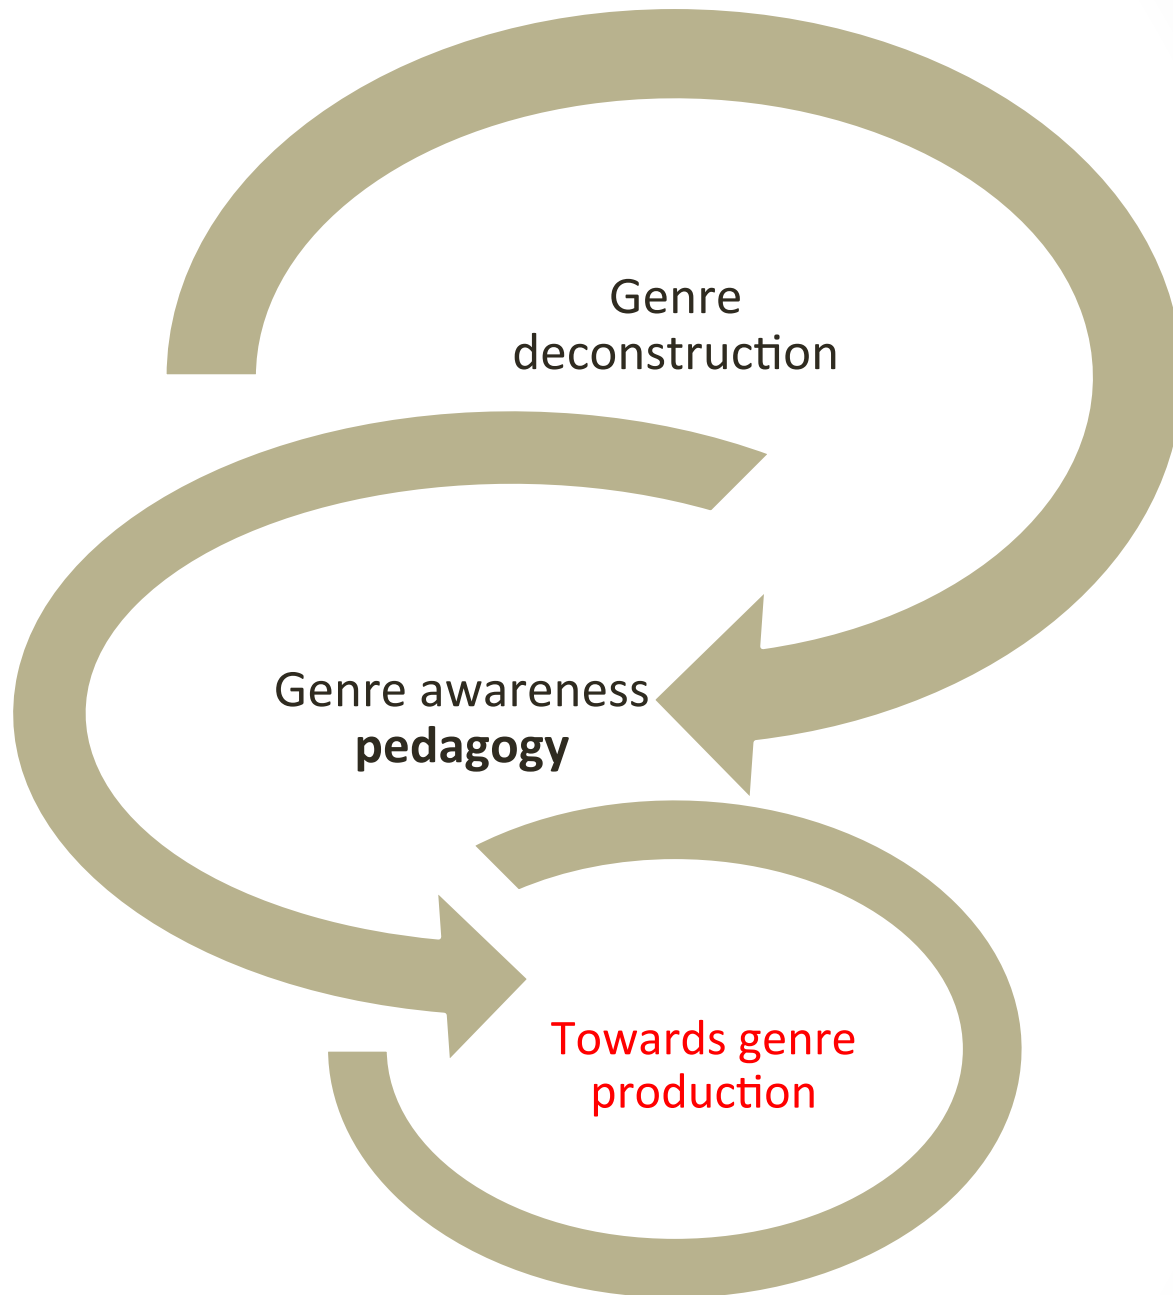 Genre
deconstruction
Genre awareness
pedagogy
Towards genre
production